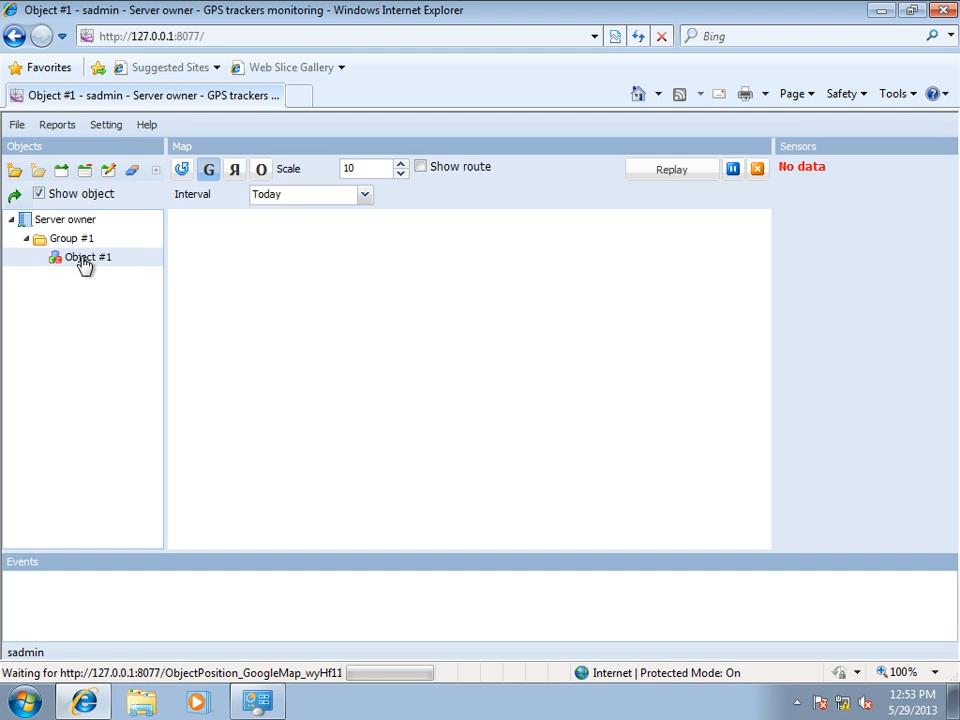 Object #1 - sadmin - Server owner - GPS trackers monitoring - Windows Internet Explorer
http://127.0.0.1:8077/
Bing
Favorites
Suggested Sites
Web Slice Gallery
Object #1 - sadmin - Server owner - GPS trackers ...
Page
Safety
Tools
File
Reports
Setting
Help
Objects
Map
Sensors
G
Я
O
Scale
10
Show route
Replay
No data
Show object
Interval
Today
Server owner
Group #1
Object #1
Events
sadmin
Waiting for http://127.0.0.1:8077/ObjectPosition_GoogleMap_wyHf11
Internet | Protected Mode: On
100%
12:53 PM
5/29/2013